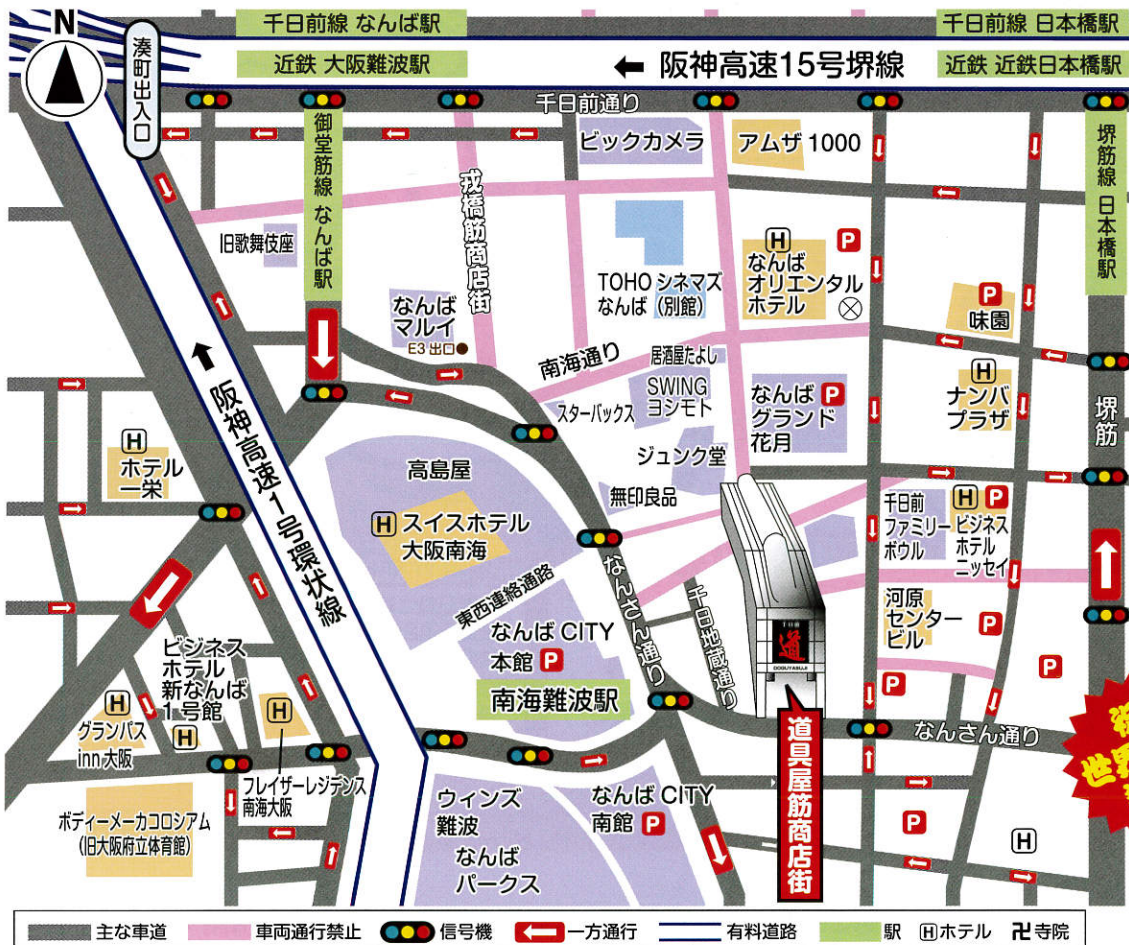 N
湊町出入口
千日前線 なんば駅
近鉄 大阪難波駅
← 阪神高速15号堺線
千日前線 日本橋駅
近鉄 近鉄日本橋駅
千日前通り
御堂筋線 なんば駅
戎橋筋商店街
ビックカメラ
アムザ 1000
堺筋線 日本橋駅
旧歌舞伎座
なんば
マルイ
E3 出口
TOHO シネマズ
なんば (別館)
H
P
なんば
オリエンタル
ホテル
P
味園
南海通り
居酒屋たよし
SWING
ヨシモト
スターバックス
なんば
グランド
花月
P
H
ナンバ
プラザ
堺筋
ジュンク堂
無印良品
阪神高速1号環状線
H
ホテル
一栄
高島屋
H スイスホテル
大阪南海
東西連絡通路
なんば CITY
本館 P
南海難波駅
なんさん通り
千日地蔵通り
千日前
ファミリー
ボウル
H P
ビジネス
ホテル
ニッセイ
河原
センター
ビル
P
P
P
道
DOGUYASUJI
道具屋筋商店街
なんさん通り
ビジネス
ホテル
新なんば
1号館
H
H
グランパス
inn 大阪
H
フレイザーレジデンス
南海大阪
ボディーメーカコロシアム
(旧大阪府立体育館)
ウィンズ
難波
なんば
パークス
なんば CITY
南館 P
P
H
世界
主な車道
車両通行禁止
信号機
一方通行
有料道路
駅
H ホテル
卍 寺院